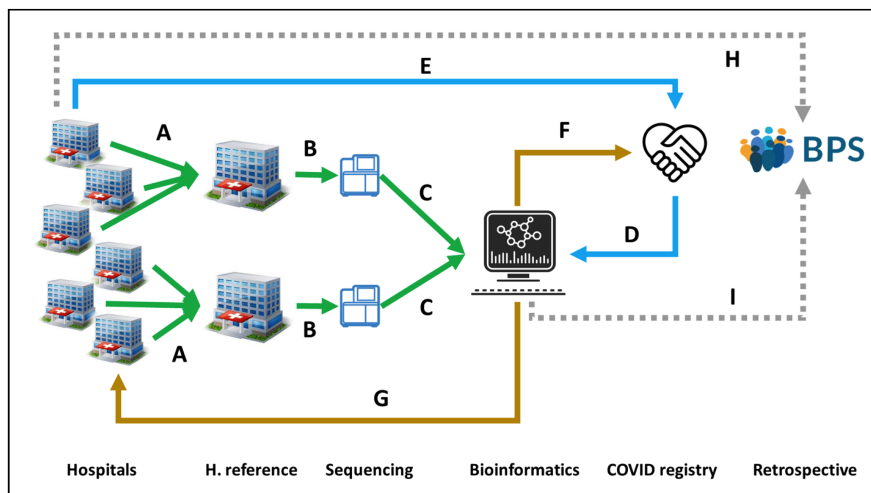 H
E
A
B
F
C
BPS
D
B
C
I
A
G
Hospitals
H. reference
Sequencing
Bioinformatics
COVID registry
Retrospective